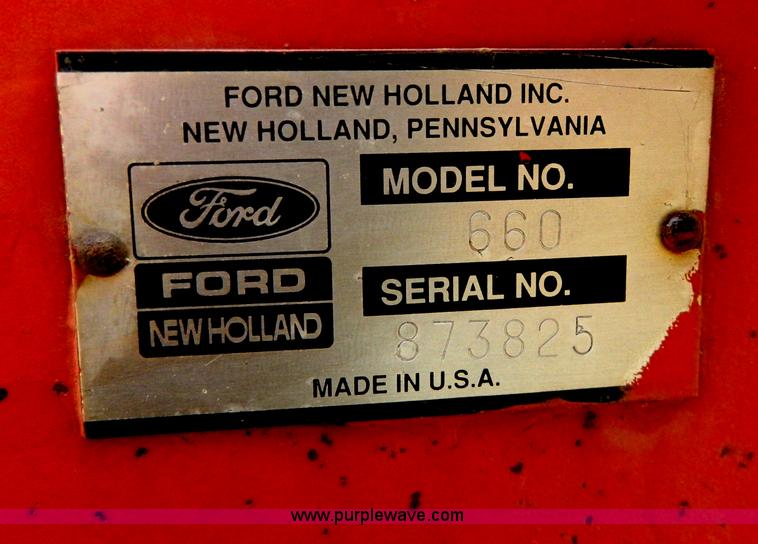 FORD NEW HOLLAND INC.
NEW HOLLAND, PENNSYLVANIA
Ford
FORD
NEW HOLLAND
MODEL NO.
660
SERIAL NO.
873825
MADE IN U.S.A.
www.purplewave.com